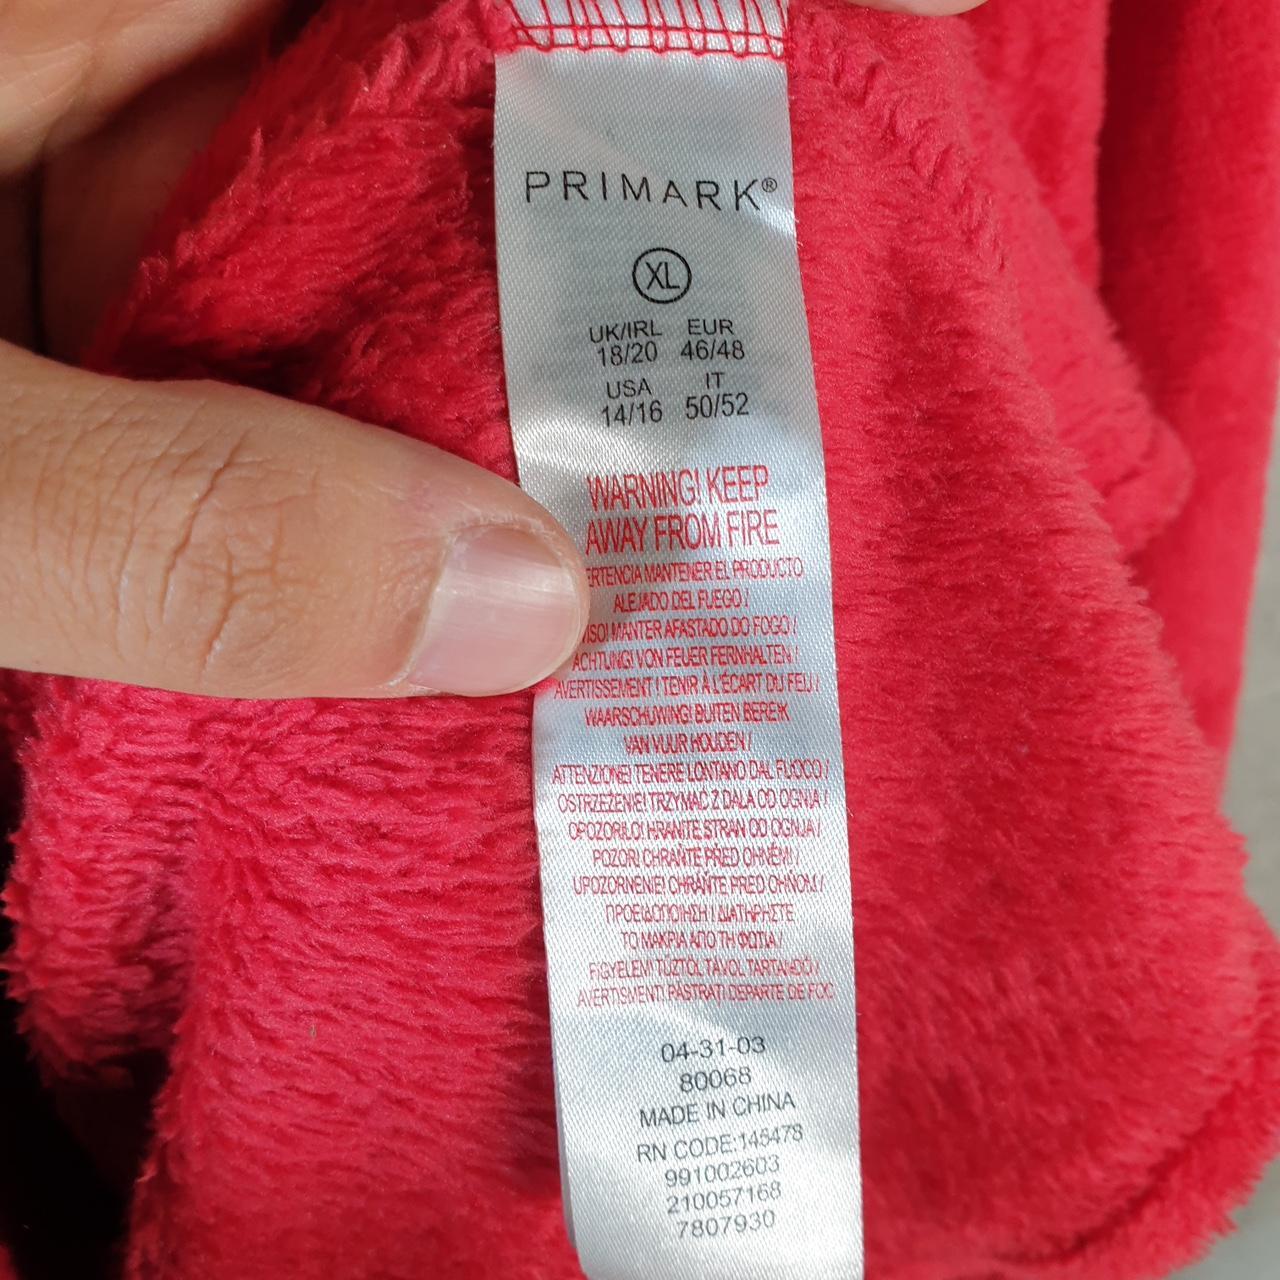 PRIMARK®
XL
UK/IRL EUR
18/20 46/48
USA IT
14/16 50/52
WARNING! KEEP
AWAY FROM FIRE
ERTENCIA MANTENER EL PRODUCTO
ALEJADO DEL FUEGO /
ISO! MANTER AFASTADO DO FOGO /
ACHTUNG! VON FEUER FERNHALTEN /
AVERTISSEMENT ! TENIR À L'ÉCART DU FEU /
WAARSCHUWING! BUITEN BEREIK
VAN VUUR HOUDEN /
ATTENZIONE! TENERE LONTANO DAL FUOCO /
OSTRZEŻENIE! TRZYMAĆ Z DALA OD OGNIA /
OPOZORILO! HRANITE STRAN OD OGNJA /
POZOR! CHRAŇTE PŘED OHNĚM! /
UPOZORNENIE! CHRÁŇTE PRED OHŇOM /
ΠΡΟΕΙΔΟΠΟΙΗΣΗ ! ΔΙΑΤΗΡΗΣΤΕ
ΤΟ ΜΑΚΡΙΑ ΑΠΟ ΤΗ ΦΩΤΙΑ /
FIGYELEM! TŰZTŐL TÁVOL TARTANDÓ /
AVERTISMENT! PĂSTRAȚI DEPARTE DE FOC
04-31-03
80068
MADE IN CHINA
RN CODE:145478
991002603
210057168
7807930